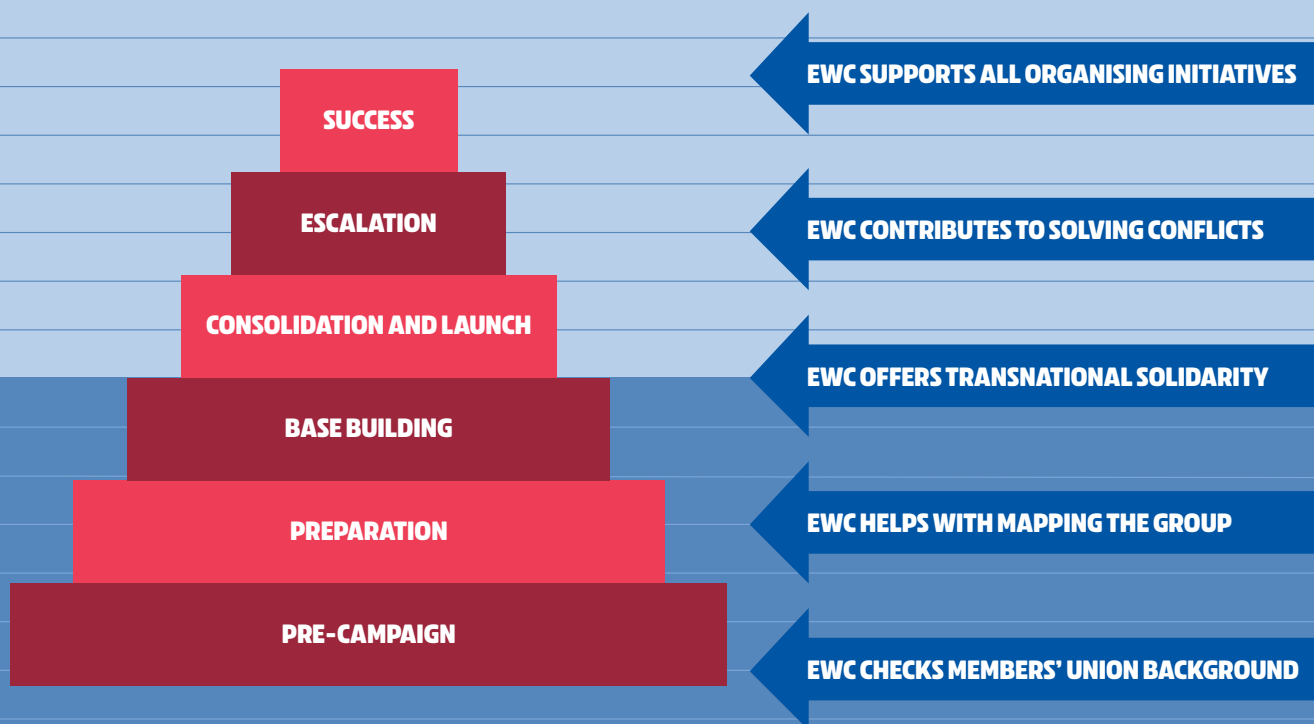 SUCCESS
ESCALATION
CONSOLIDATION AND LAUNCH
BASE BUILDING
PREPARATION
PRE-CAMPAIGN
EWC SUPPORTS ALL ORGANISING INITIATIVES
EWC CONTRIBUTES TO SOLVING CONFLICTS
EWC OFFERS TRANSNATIONAL SOLIDARITY
EWC HELPS WITH MAPPING THE GROUP
EWC CHECKS MEMBERS' UNION BACKGROUND